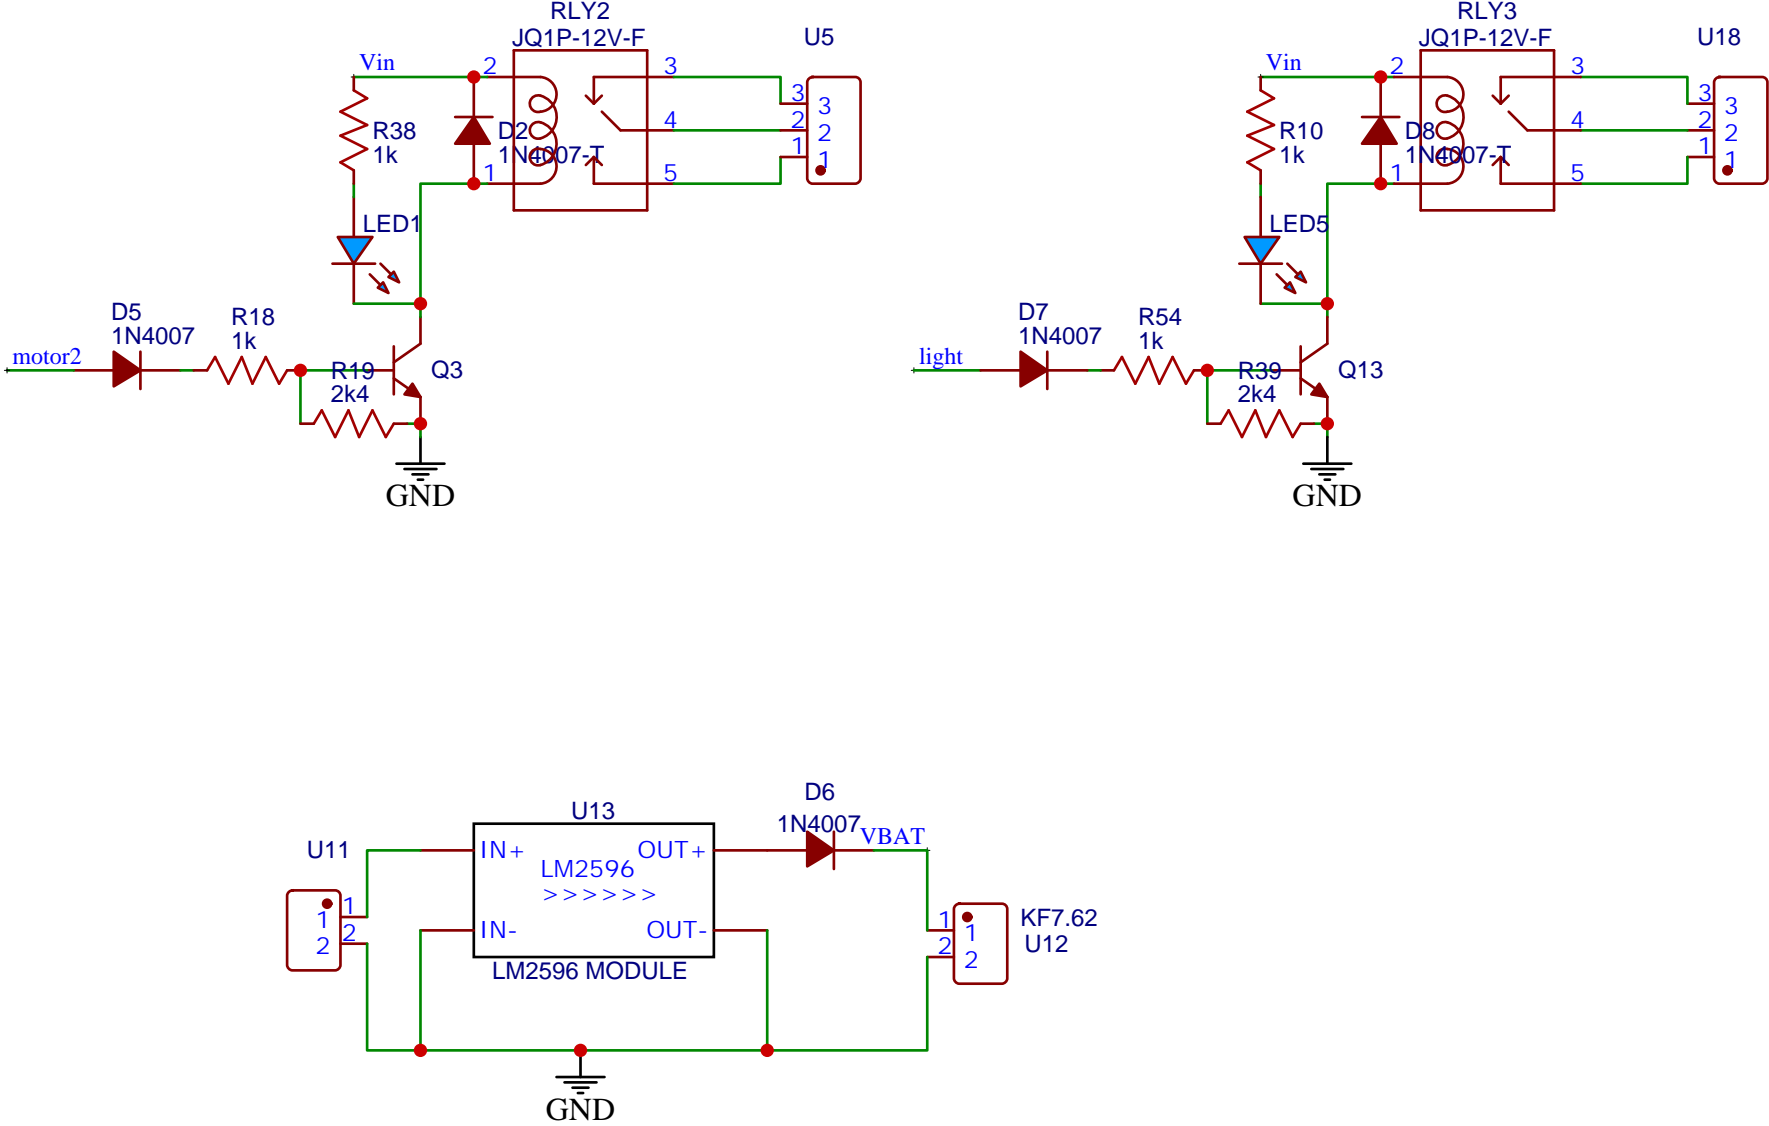 RLY2
JQ1P-12V-F
U5
Vin
2
3
3
3
R38
1k
D2
1N4007-T
4
2
2
1
1
1
5
LED1
D5
1N4007
R18
1k
motor2
R19
2k4
Q3
GND
RLY3
JQ1P-12V-F
U18
Vin
2
3
3
3
R10
1k
D8
1N4007-T
4
2
2
1
1
1
5
LED5
D7
1N4007
R54
1k
light
R39
2k4
Q13
GND
U11
1
1
2
2
U13
IN+
OUT+
LM2596
>>>>>>
IN-
OUT-
LM2596 MODULE
D6
1N4007
VBAT
1
1
2
2
KF7.62
U12
GND